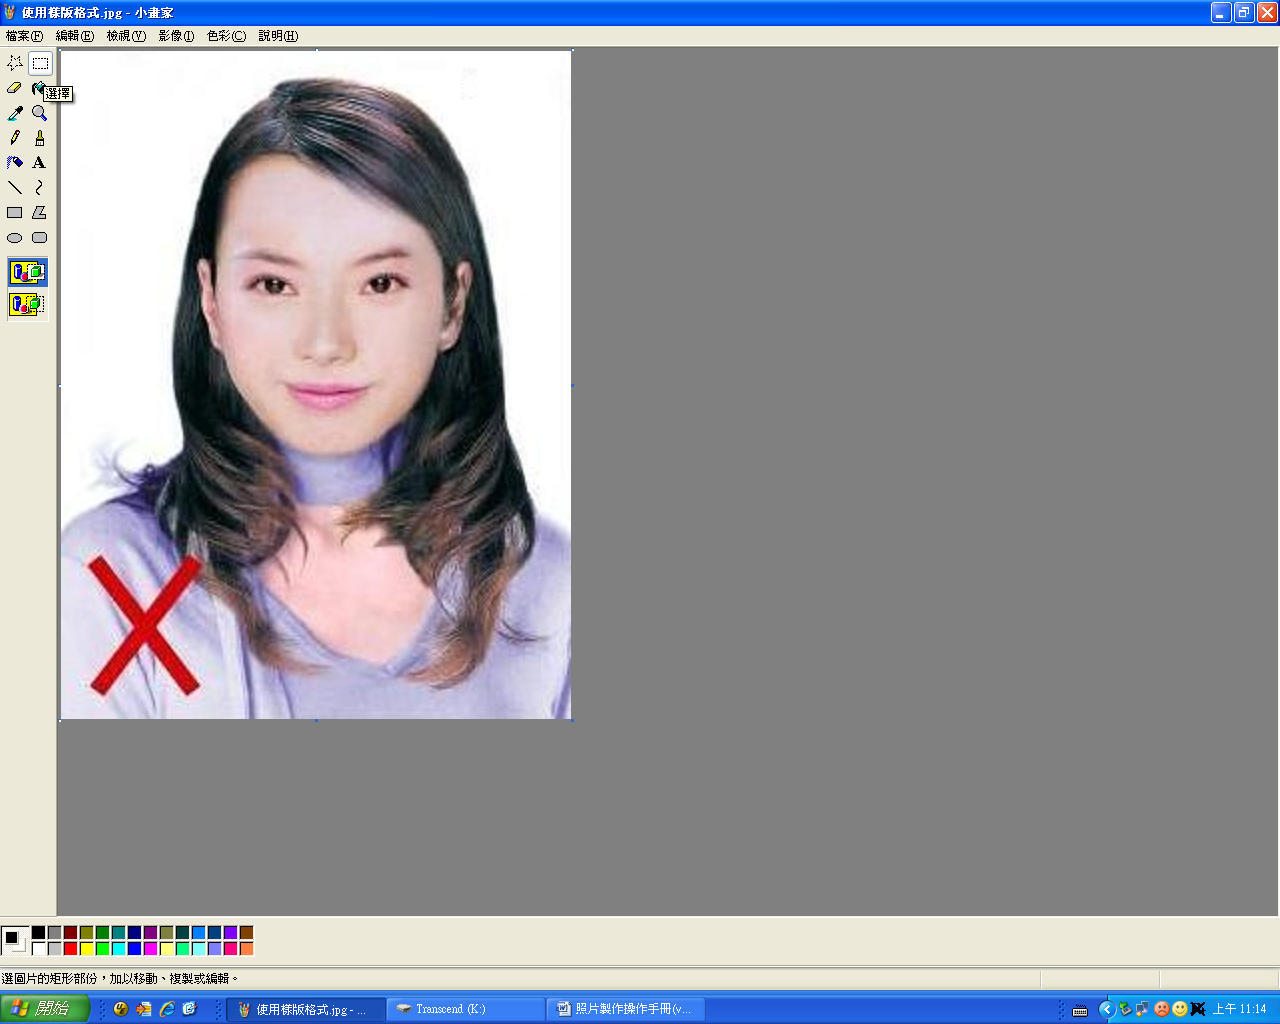 使用樣版格式.jpg - 小畫家
檔案(F) 編輯(E) 檢視(V) 影像(I) 色彩(C) 說明(H)
選擇
A
選圖片的矩形部份，加以移動、複製或編輯。
開始 使用樣版格式.jpg - ... Transcend (K:) 照片製作操作手冊(v... 上午 11:14